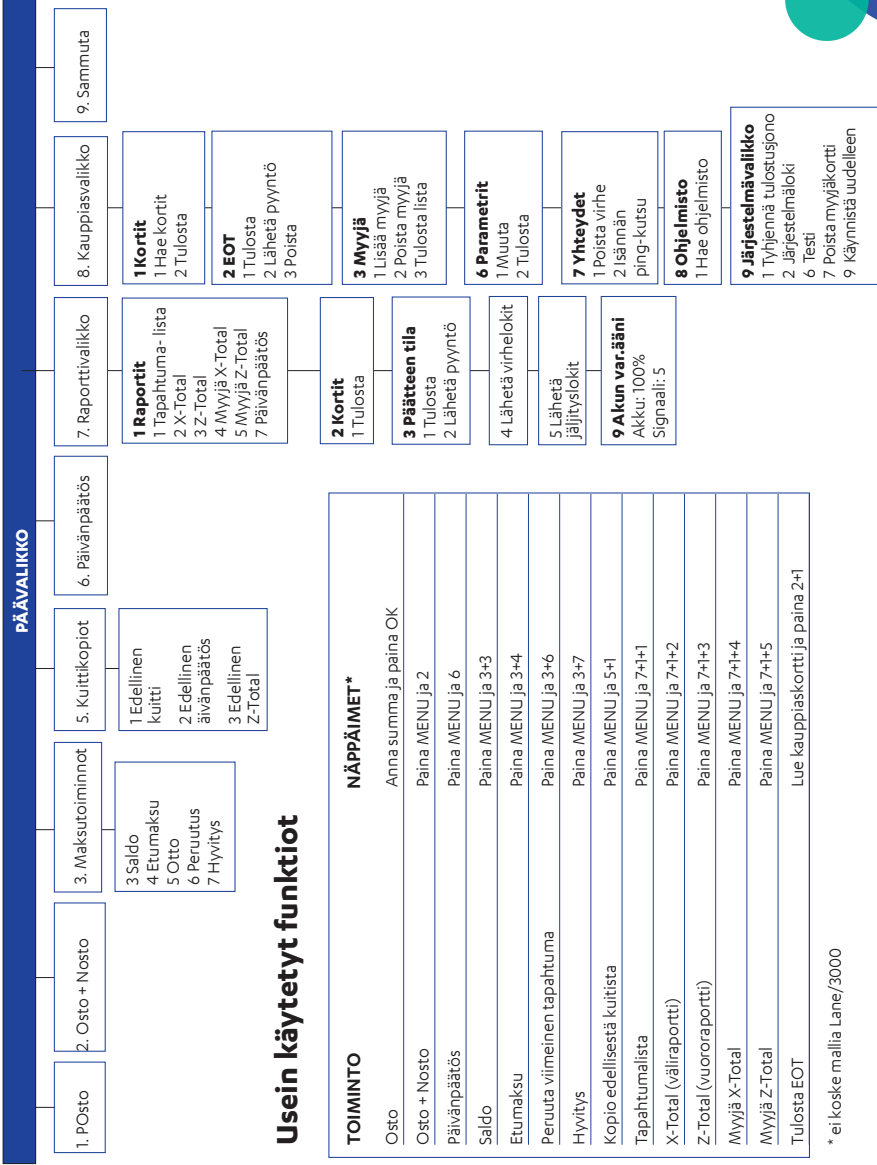 PÄÄVALIKKO
1. POsto
2. Osto + Nosto
3. Maksutoiminnot
3 Saldo
4 Etumaksu
5 Otto
6 Peruutus
7 Hyvitys
5. Kuittikopiot
1 Edellinen
kuitti
2 Edellinen
äivänpäätös
3 Edellinen
Z-Total
6. Päivänpäätös
7. Raporttivalikko
1 Raportit
1 Tapahtuma- lista
2 X-Total
3 Z-Total
4 Myyjä X-Total
5 Myyjä Z-Total
7 Päivänpäätös
2 Kortit
1 Tulosta
3 Päätteen tila
1 Tulosta
2 Lähetä pyyntö
4 Lähetä virhelokit
5 Lähetä
jäljityslokit
9 Akun var.ääni
Akku: 100%
Signaali: 5
8. Kauppiasvalikko
1 Kortit
1 Hae kortit
2 Tulosta
2 EOT
1 Tulosta
2 Lähetä pyyntö
3 Poista
3 Myyjä
1 Lisää myyjä
2 Poista myyjä
3 Tulosta lista
6 Parametrit
1 Muuta
2 Tulosta
7 Yhteydet
1 Poista virhe
2 Isännän
ping-kutsu
8 Ohjelmisto
1 Hae ohjelmisto
9 Järjestelmävalikko
1 Tyhjennä tulostusjono
2 Järjestelmäloki
6 Testi
7 Poista myyjäkortti
9 Käynnistä uudelleen
9. Sammuta
Usein käytetyt funktiot
TOIMINTO NÄPPÄIMET*
Osto Anna summa ja paina OK
Osto + Nosto Paina MENU ja 2
Päivänpäätös Paina MENU ja 6
Saldo Paina MENU ja 3+3
Etumaksu Paina MENU ja 3+4
Peruuta viimeinen tapahtuma Paina MENU ja 3+6
Hyvitys Paina MENU ja 3+7
Kopio edellisestä kuitista Paina MENU ja 5+1
Tapahtumalista Paina MENU ja 7+1+1
X-Total (väliraportti) Paina MENU ja 7+1+2
Z-Total (vuororaportti) Paina MENU ja 7+1+3
Myyjä X-Total Paina MENU ja 7+1+4
Myyjä Z-Total Paina MENU ja 7+1+5
Tulosta EOT Lue kauppiaskortti ja paina 2+1
* ei koske mallia Lane/3000